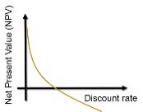 Net Present Value (NPV)
Discount rate